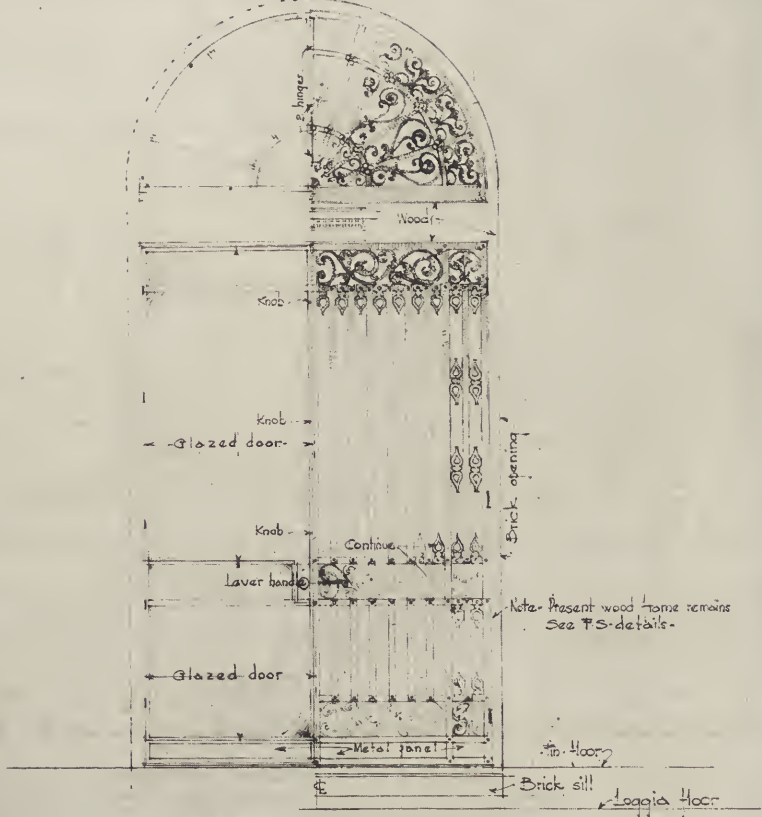 2 hinges
Wood
Knob
Knob
Glazed door
Brick opening
Knob
Continue
Lever handle
Note - Present wood frame remains
See F.S. details -
Glazed door
Metal panel
Fin. floor
℄
Brick sill
Loggia floor